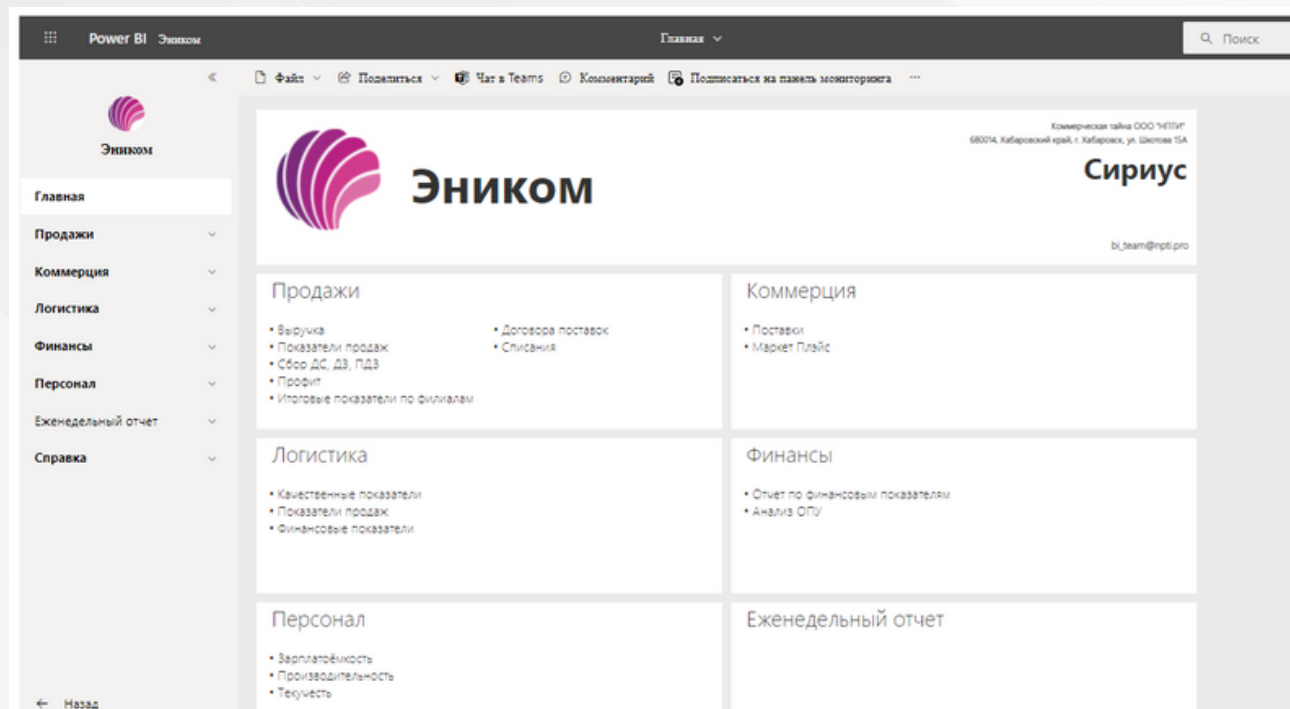 Power BI Эником
Главная
Поиск
Файл
Поделиться
Чат в Teams
Комментарий
Подписаться на панель мониторинга
...
Эником
Главная
Продажи
Коммерция
Логистика
Финансы
Персонал
Еженедельный отчет
Справка
Назад
Эником
Коммерческая тайна ООО "НПТИ"
680014, Хабаровский край, г. Хабаровск, ул. Шкотова 15А
Сириус
bi_team@npti.pro
Продажи
• Выручка
• Показатели продаж
• Сбор ДС, ДЗ, ПДЗ
• Профит
• Итоговые показатели по филиалам
• Договора поставок
• Списания
Коммерция
• Поставки
• Маркет Плэйс
Логистика
• Качественные показатели
• Показатели продаж
• Финансовые показатели
Финансы
• Отчет по финансовым показателям
• Анализ ОПУ
Персонал
• Зарплатоёмкость
• Производительность
• Текучесть
Еженедельный отчет